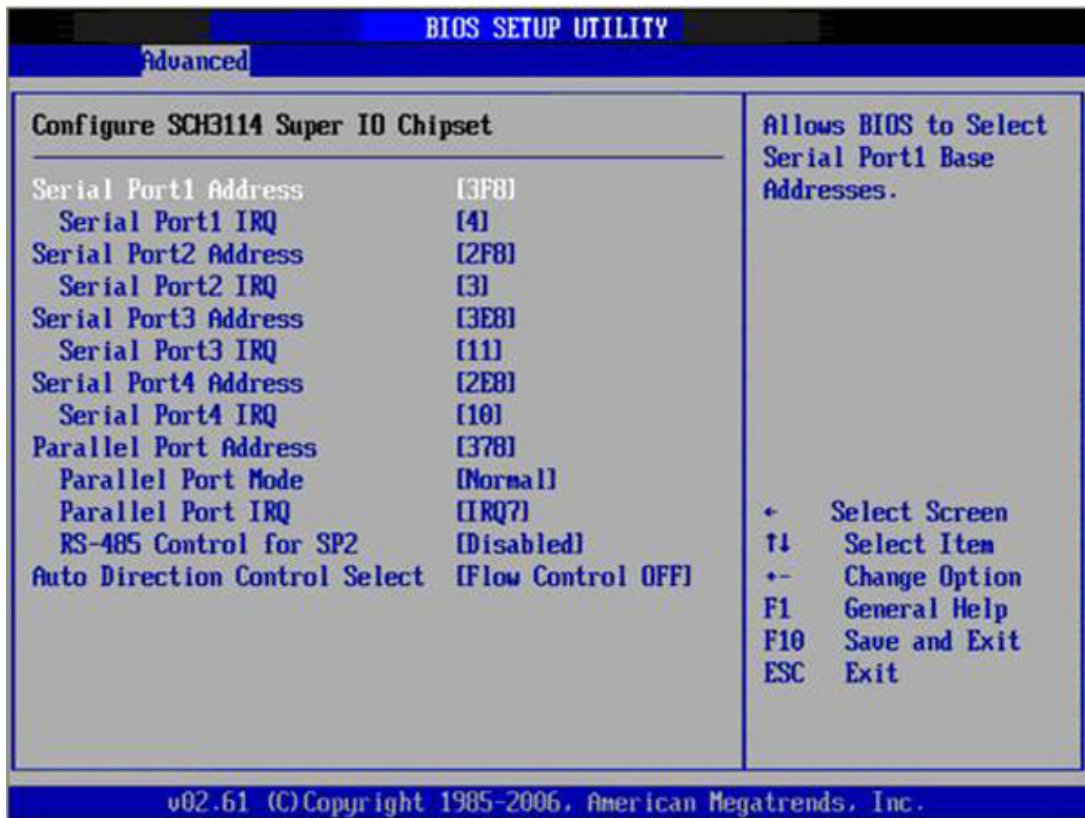 BIOS SETUP UTILITY
Advanced
Configure SCH3114 Super IO Chipset
Serial Port1 Address [3F8]
Serial Port1 IRQ [4]
Serial Port2 Address [2F8]
Serial Port2 IRQ [3]
Serial Port3 Address [3E8]
Serial Port3 IRQ [11]
Serial Port4 Address [2E8]
Serial Port4 IRQ [10]
Parallel Port Address [378]
Parallel Port Mode [Normal]
Parallel Port IRQ [IRQ7]
RS-485 Control for SP2 [Disabled]
Auto Direction Control Select [Flow Control OFF]
Allows BIOS to Select
Serial Port1 Base
Addresses.
← Select Screen
↑↓ Select Item
+- Change Option
F1 General Help
F10 Save and Exit
ESC Exit
v02.61 (C)Copyright 1985-2006, American Megatrends, Inc.